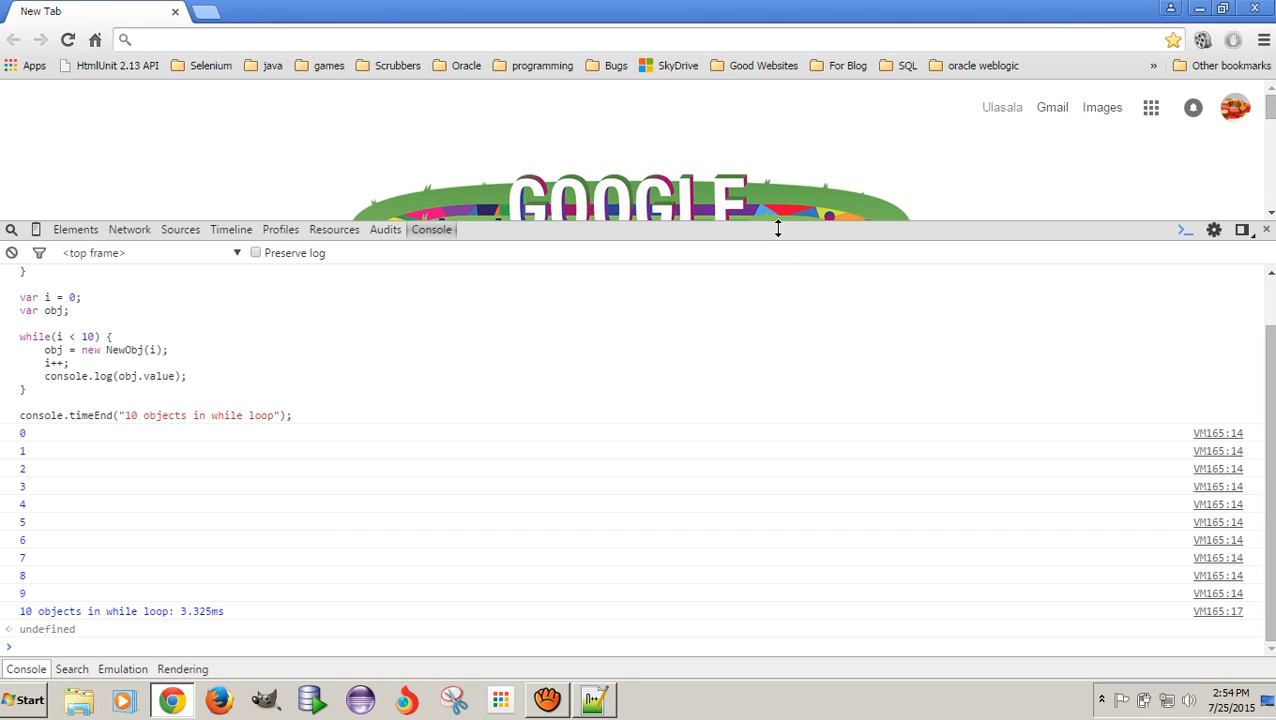 New Tab
Apps HtmlUnit 2.13 API Selenium java games Scrubbers Oracle programming Bugs SkyDrive Good Websites For Blog SQL oracle weblogic » Other bookmarks
Ulasala Gmail Images
GOOGLE
Elements Network Sources Timeline Profiles Resources Audits Console
<top frame> Preserve log
}
var i = 0;
var obj;
while(i < 10) {
obj = new NewObj(i);
i++;
console.log(obj.value);
}
console.timeEnd("10 objects in while loop");
0 VM165:14
1 VM165:14
2 VM165:14
3 VM165:14
4 VM165:14
5 VM165:14
6 VM165:14
7 VM165:14
8 VM165:14
9 VM165:14
10 objects in while loop: 3.325ms VM165:17
undefined
Console Search Emulation Rendering
Start
2:54 PM
7/25/2015